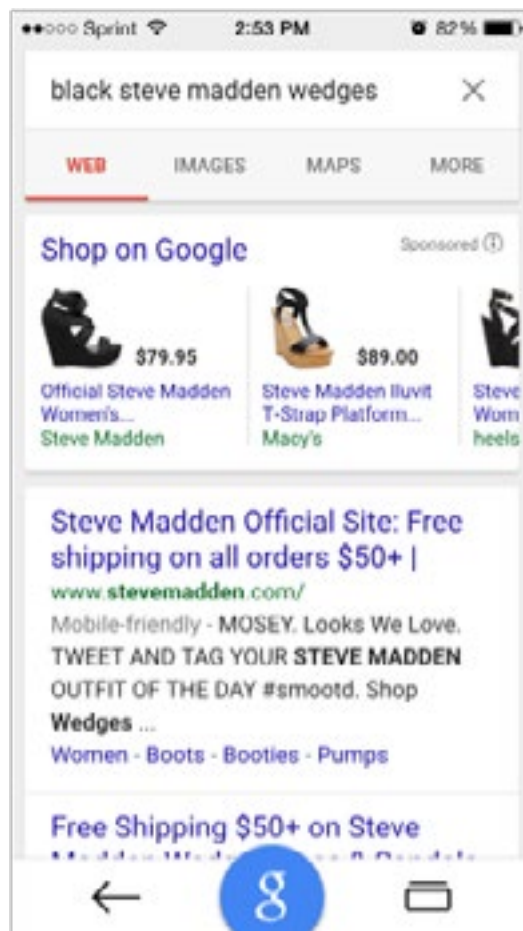 Sprint 2:53 PM 82%
black steve madden wedges
WEB IMAGES MAPS MORE
Shop on Google Sponsored
$79.95 $89.00
Official Steve Madden Women's...
Steve Madden
Steve Madden Iluvit T-Strap Platform...
Macy's
Steve
Wom
heels
Steve Madden Official Site: Free
shipping on all orders $50+ |
www.stevemadden.com/
Mobile-friendly - MOSEY. Looks We Love.
TWEET AND TAG YOUR STEVE MADDEN
OUTFIT OF THE DAY #smootd. Shop
Wedges ...
Women - Boots - Booties - Pumps
Free Shipping $50+ on Steve
g